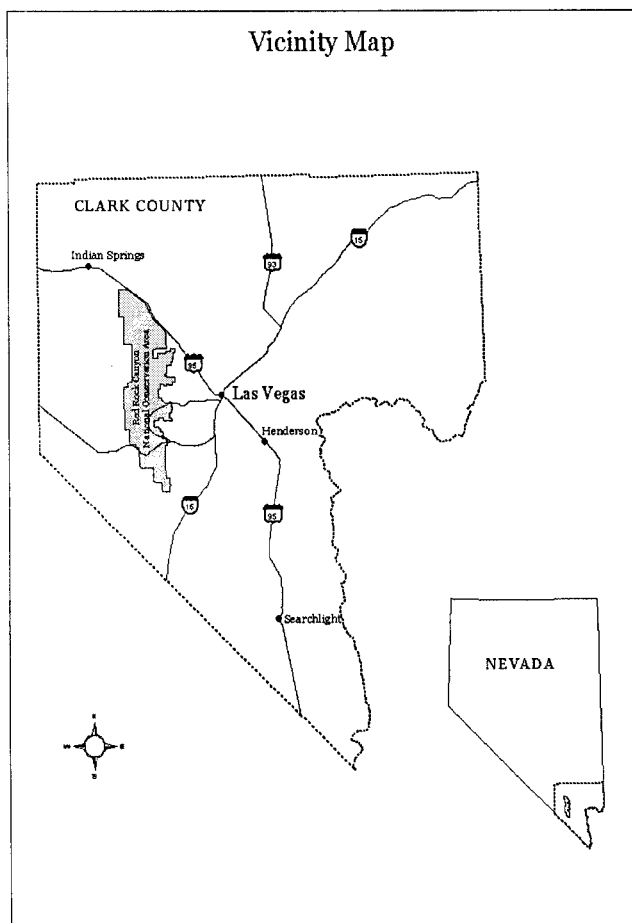 Vicinity Map
CLARK COUNTY
Indian Springs
93
15
Red Rock Canyon
National Conservation Area
95
Las Vegas
Henderson
15
95
Searchlight
NEVADA
W
E
S